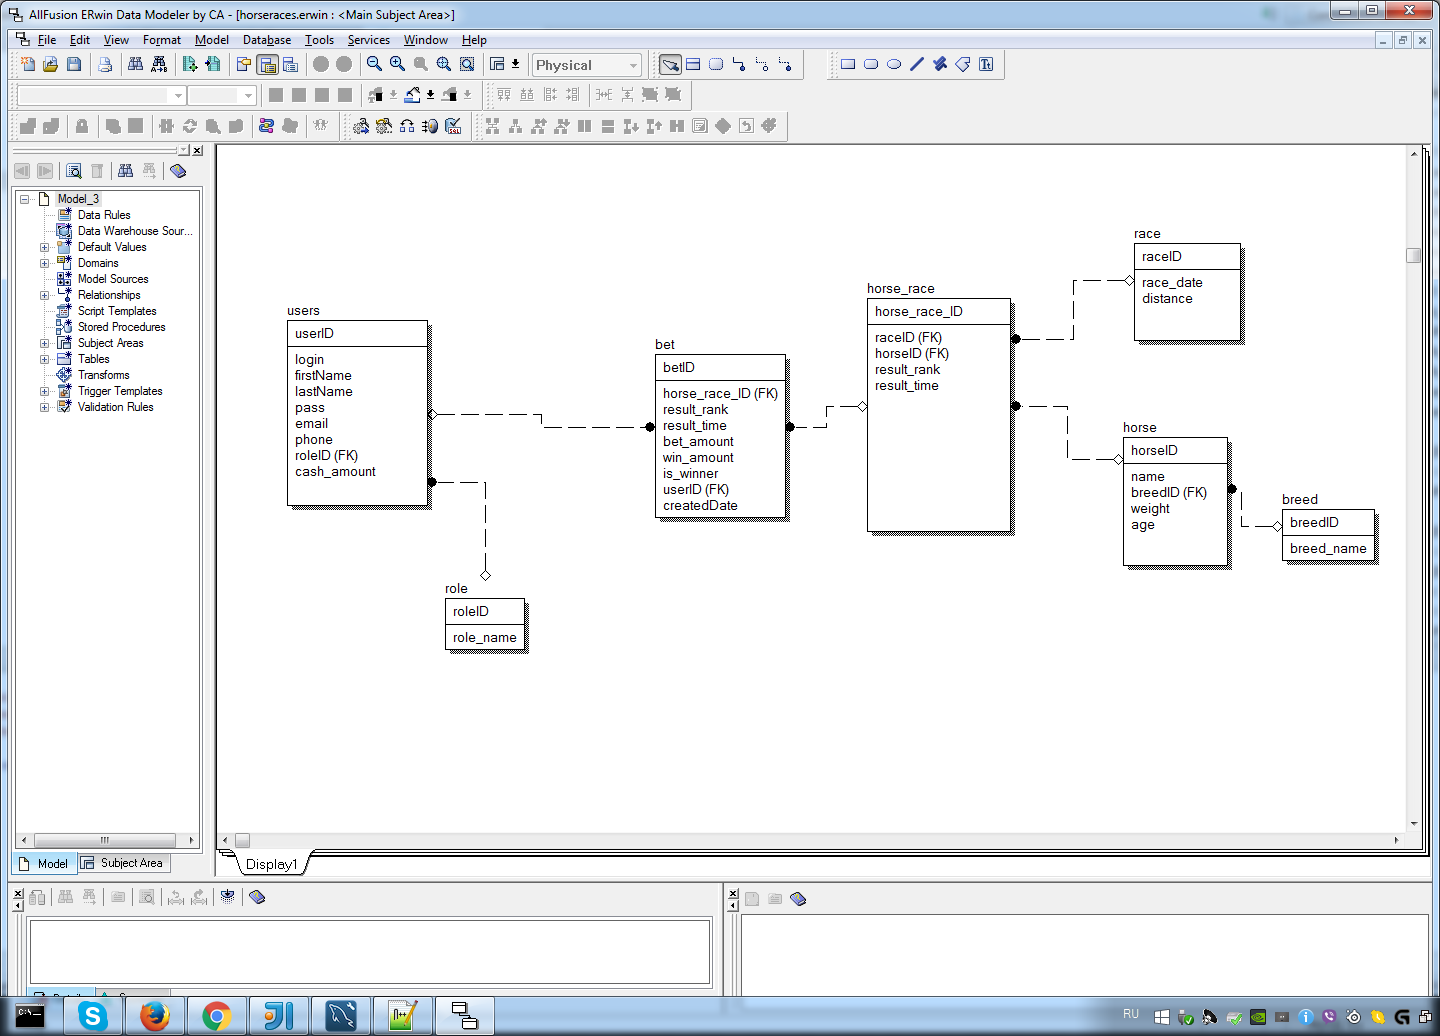 AllFusion ERwin Data Modeler by CA - [horseraces.erwin : <Main Subject Area>]
File Edit View Format Model Database Tools Services Window Help
Physical
Model_3
Data Rules
Data Warehouse Sour...
Default Values
Domains
Model Sources
Relationships
Script Templates
Stored Procedures
Subject Areas
Tables
Transforms
Trigger Templates
Validation Rules
Model
Subject Area
users
userID
login
firstName
lastName
pass
email
phone
roleID (FK)
cash_amount
role
roleID
role_name
bet
betID
horse_race_ID (FK)
result_rank
result_time
bet_amount
win_amount
is_winner
userID (FK)
createdDate
horse_race
horse_race_ID
raceID (FK)
horseID (FK)
result_rank
result_time
race
raceID
race_date
distance
horse
horseID
name
breedID (FK)
weight
age
breed
breedID
breed_name
Display1
RU